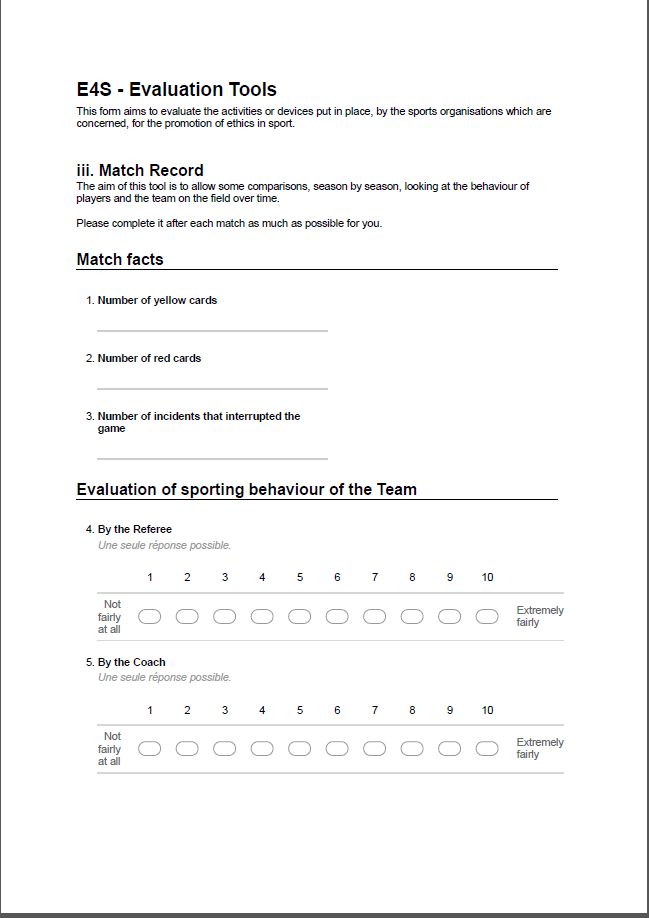 E4S - Evaluation Tools
This form aims to evaluate the activities or devices put in place, by the sports organisations which are
concerned, for the promotion of ethics in sport.
iii. Match Record
The aim of this tool is to allow some comparisons, season by season, looking at the behaviour of
players and the team on the field over time.
Please complete it after each match as much as possible for you.
Match facts
1. Number of yellow cards
2. Number of red cards
3. Number of incidents that interrupted the
game
Evaluation of sporting behaviour of the Team
4. By the Referee
Une seule réponse possible.
1 2 3 4 5 6 7 8 9 10
Not
fairly
at all
Extremely
fairly
5. By the Coach
Une seule réponse possible.
1 2 3 4 5 6 7 8 9 10
Not
fairly
at all
Extremely
fairly